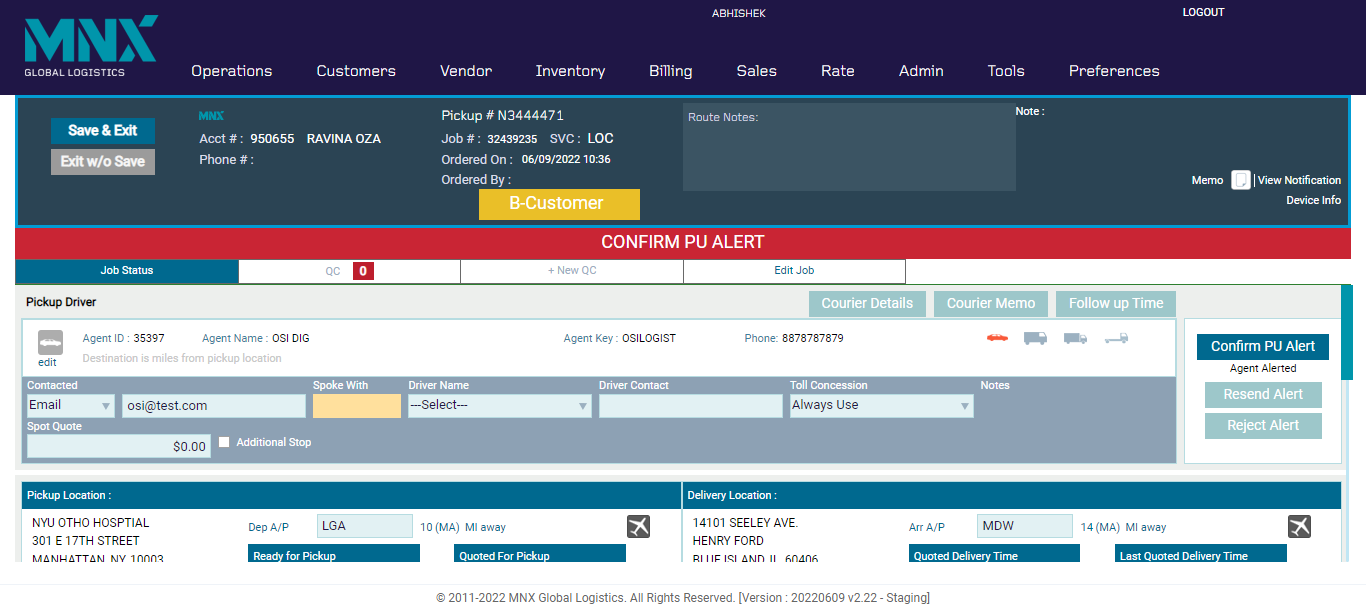 ABHISHEK
LOGOUT
MNX
GLOBAL LOGISTICS
Operations Customers Vendor Inventory Billing Sales Rate Admin Tools Preferences
Save & Exit
Exit w/o Save
MNX
Acct # : 950655 RAVINA OZA
Phone # :
Pickup # N3444471
Job # : 32439235 SVC : LOC
Ordered On : 06/09/2022 10:36
Ordered By :
B-Customer
Route Notes:
Note :
Memo | View Notification
Device Info
CONFIRM PU ALERT
Job Status QC 0 + New QC Edit Job
Pickup Driver Courier Details Courier Memo Follow up Time
edit
Agent ID : 35397 Agent Name : OSI DIG Agent Key : OSILOGIST Phone: 8878787879
Destination is miles from pickup location
Contacted Spoke With Driver Name Driver Contact Toll Concession Notes
Email osi@test.com ---Select--- Always Use
Spot Quote
$0.00 Additional Stop
Confirm PU Alert
Agent Alerted
Resend Alert
Reject Alert
Pickup Location :
NYU OTHO HOSPTIAL
301 E 17TH STREET
MANHATTAN, NY, 10003
Dep A/P LGA 10 (MA) MI away
Ready for Pickup Quoted For Pickup
Delivery Location :
14101 SEELEY AVE.
HENRY FORD
BLUE ISLAND, IL, 60406
Arr A/P MDW 14 (MA) MI away
Quoted Delivery Time Last Quoted Delivery Time
© 2011-2022 MNX Global Logistics. All Rights Reserved. [Version : 20220609 v2.22 - Staging]